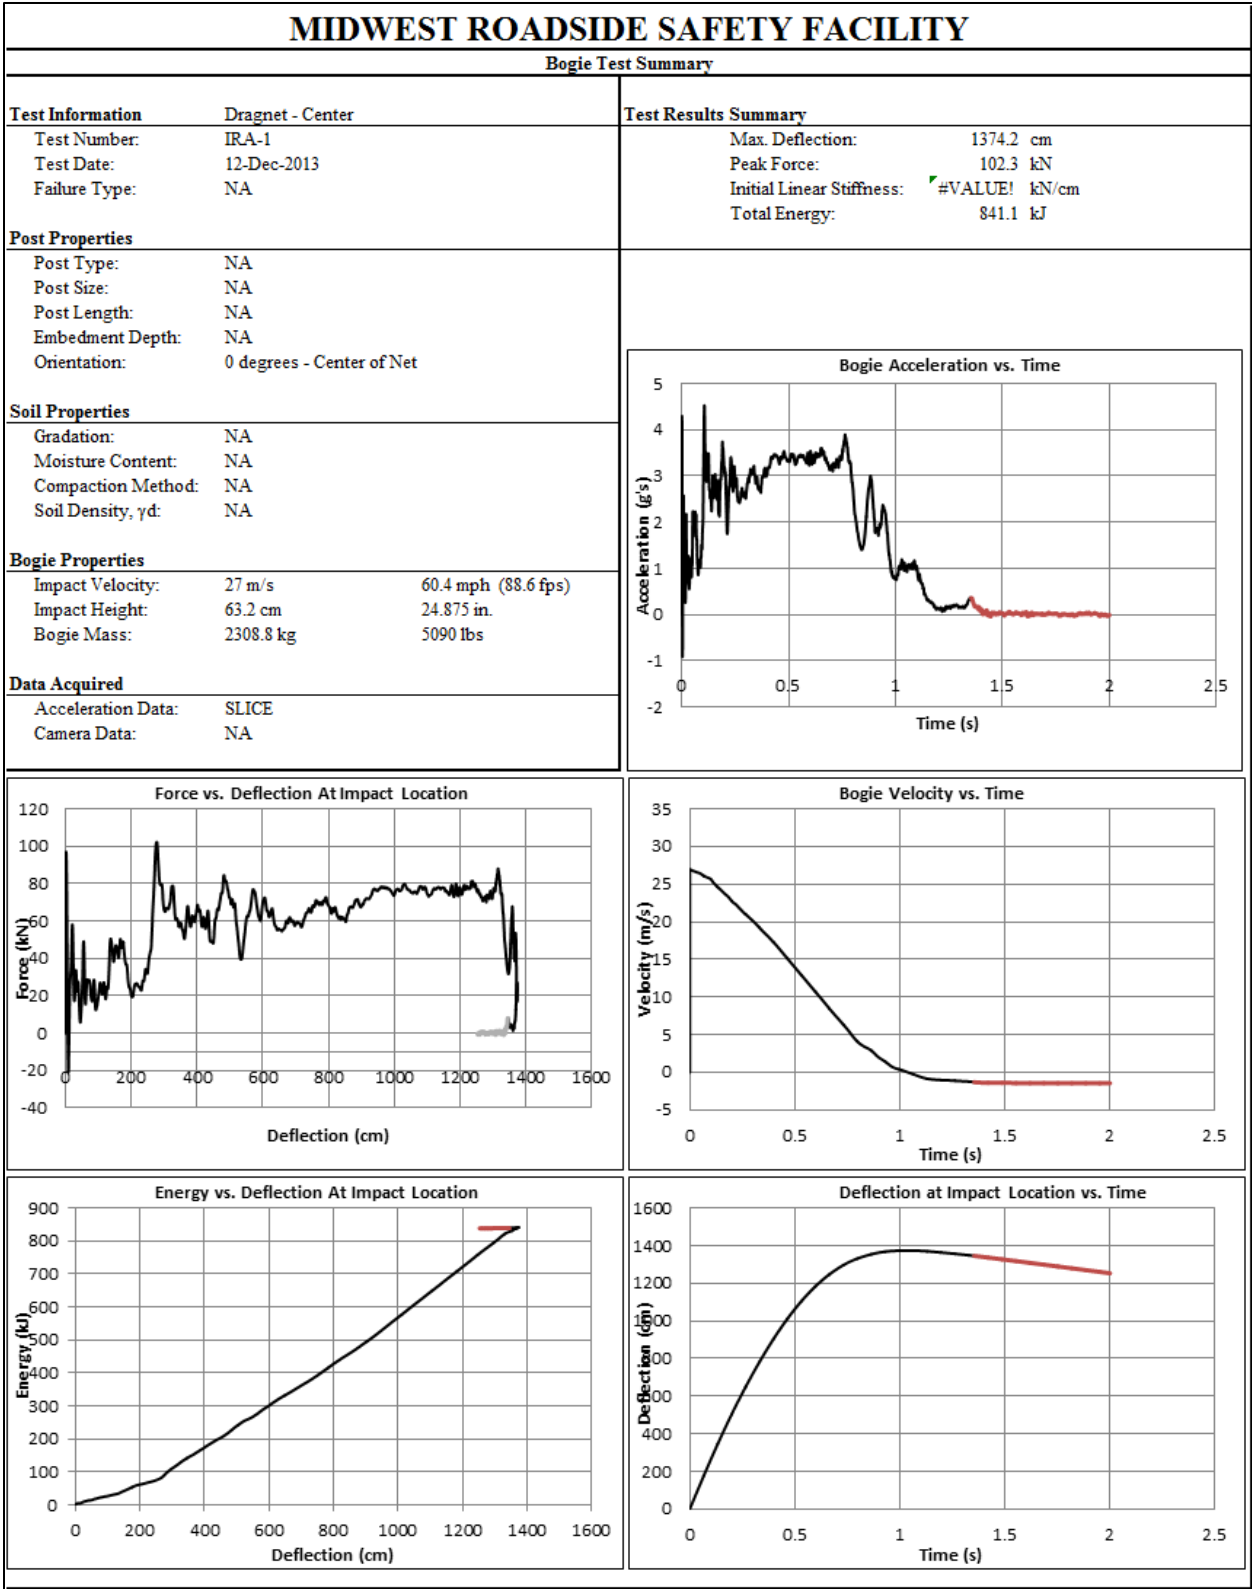 MIDWEST ROADSIDE SAFETY FACILITY
Bogie Test Summary
Test Information Dragnet - Center
Test Number: IRA-1
Test Date: 12-Dec-2013
Failure Type: NA
Post Properties
Post Type: NA
Post Size: NA
Post Length: NA
Embedment Depth: NA
Orientation: 0 degrees - Center of Net
Soil Properties
Gradation: NA
Moisture Content: NA
Compaction Method: NA
Soil Density, γd: NA
Bogie Properties
Impact Velocity: 27 m/s 60.4 mph (88.6 fps)
Impact Height: 63.2 cm 24.875 in.
Bogie Mass: 2308.8 kg 5090 lbs
Data Acquired
Acceleration Data: SLICE
Camera Data: NA
Test Results Summary
Max. Deflection: 1374.2 cm
Peak Force: 102.3 kN
Initial Linear Stiffness: #VALUE! kN/cm
Total Energy: 841.1 kJ
Bogie Acceleration vs. Time
Acceleration (g's)
5
4
3
2
1
0
-1
-2
0 0.5 1 1.5 2 2.5
Time (s)
Force vs. Deflection At Impact Location
Force (kN)
120
100
80
60
40
20
0
-20
-40
0 200 400 600 800 1000 1200 1400 1600
Deflection (cm)
Bogie Velocity vs. Time
Velocity (m/s)
35
30
25
20
15
10
5
0
-5
0 0.5 1 1.5 2 2.5
Time (s)
Energy vs. Deflection At Impact Location
Energy (kJ)
900
800
700
600
500
400
300
200
100
0
0 200 400 600 800 1000 1200 1400 1600
Deflection (cm)
Deflection at Impact Location vs. Time
Deflection (cm)
1600
1400
1200
1000
800
600
400
200
0
0 0.5 1 1.5 2 2.5
Time (s)